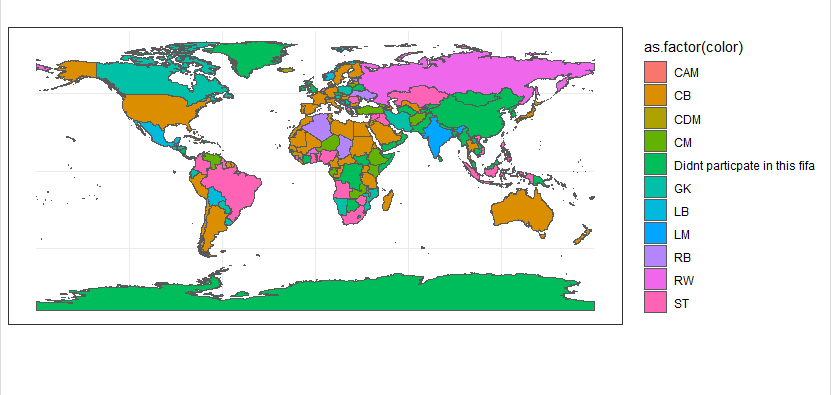 as.factor(color)
CAM
CB
CDM
CM
Didnt particpate in this fifa
GK
LB
LM
RB
RW
ST